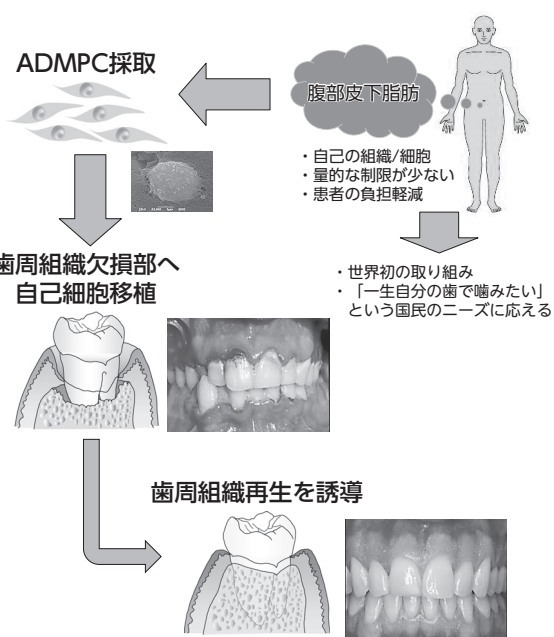 ADMPC採取
腹部皮下脂肪
・自己の組織/細胞
・量的な制限が少ない
・患者の負担軽減
・世界初の取り組み
・「一生自分の歯で噛みたい」
という国民のニーズに応える
歯周組織欠損部へ
自己細胞移植
歯周組織再生を誘導